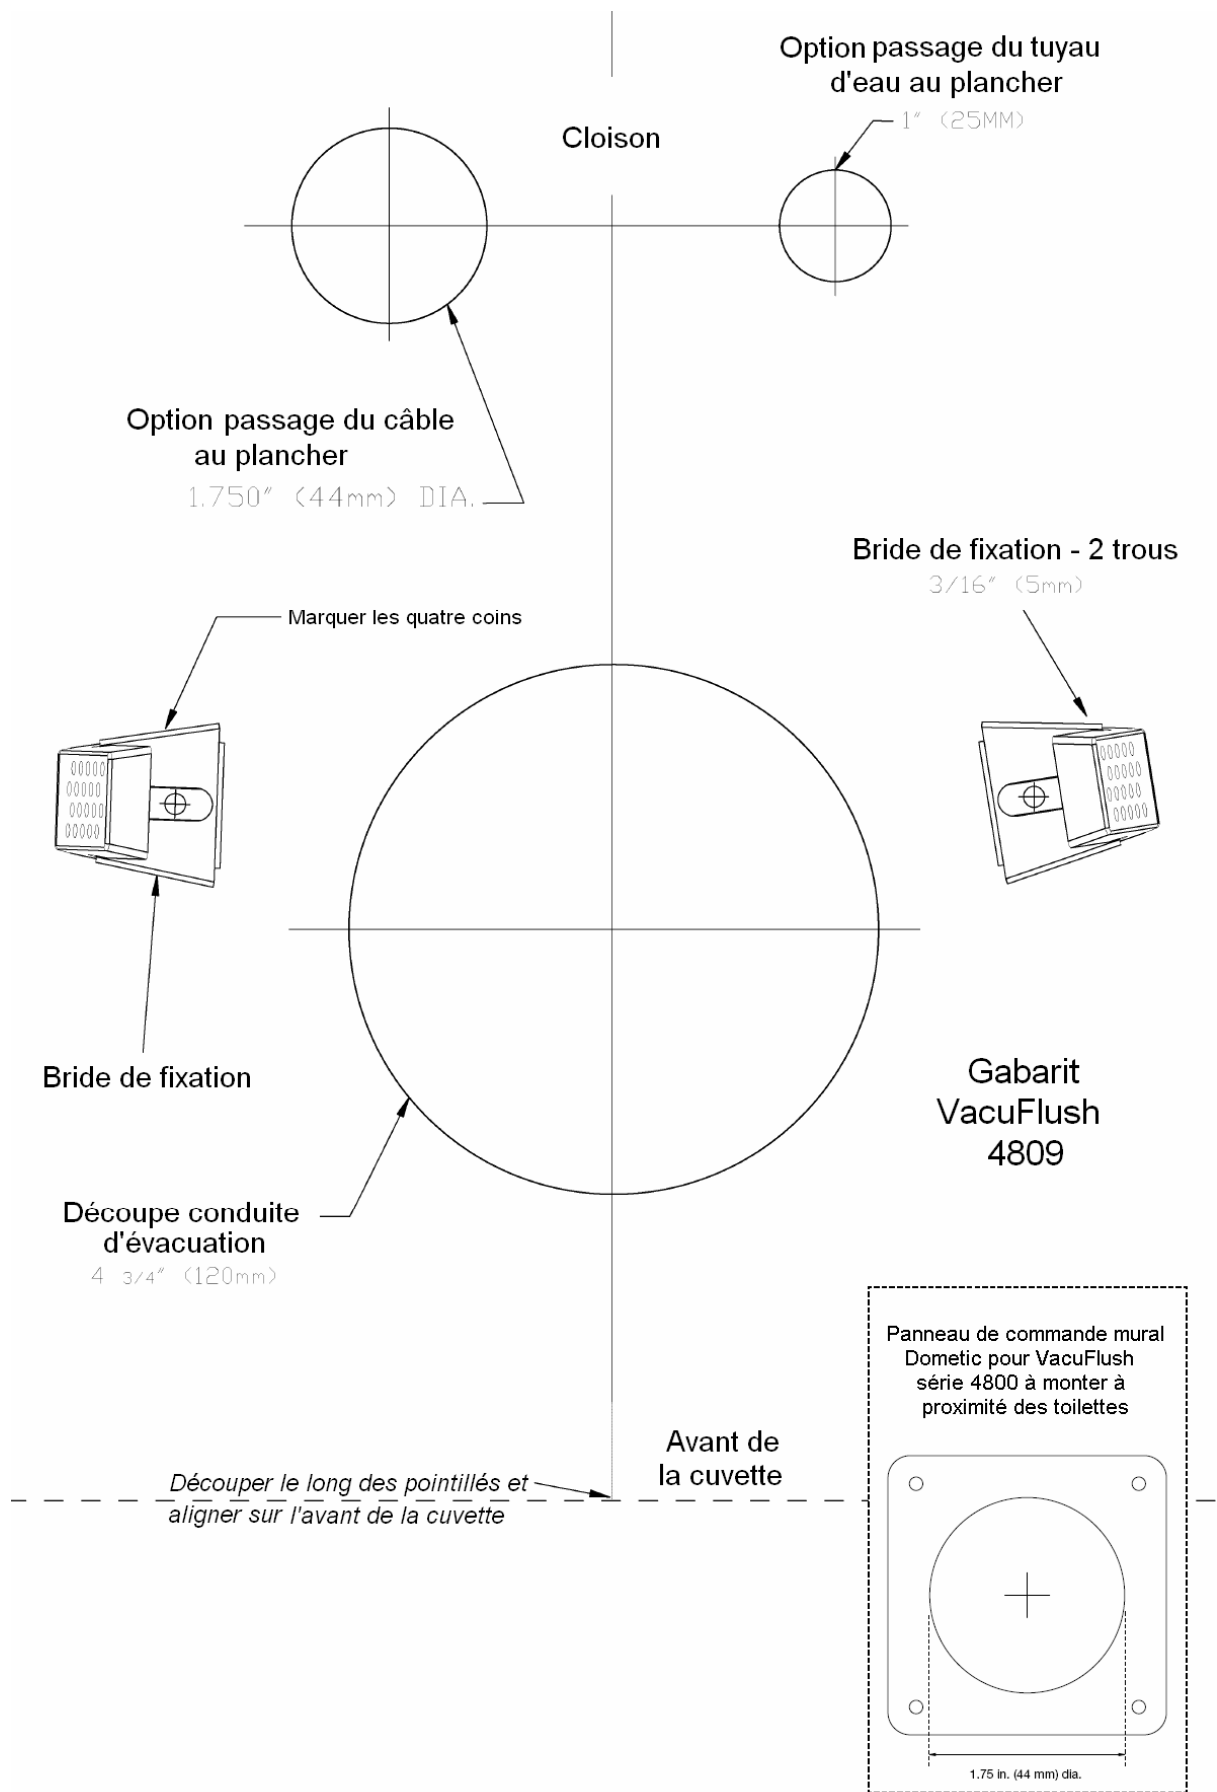 Option passage du tuyau
d'eau au plancher
1" (25MM)
Cloison
Option passage du câble
au plancher
1.750" (44mm) DIA.
Bride de fixation - 2 trous
3/16" (5mm)
Marquer les quatre coins
Bride de fixation
Gabarit
VacuFlush
4809
Découpe conduite
d'évacuation
4 3/4" (120mm)
Panneau de commande mural
Dometic pour VacuFlush
série 4800 à monter à
proximité des toilettes
Avant de
la cuvette
Découper le long des pointillés et
aligner sur l'avant de la cuvette
1.75 in. (44 mm) dia.